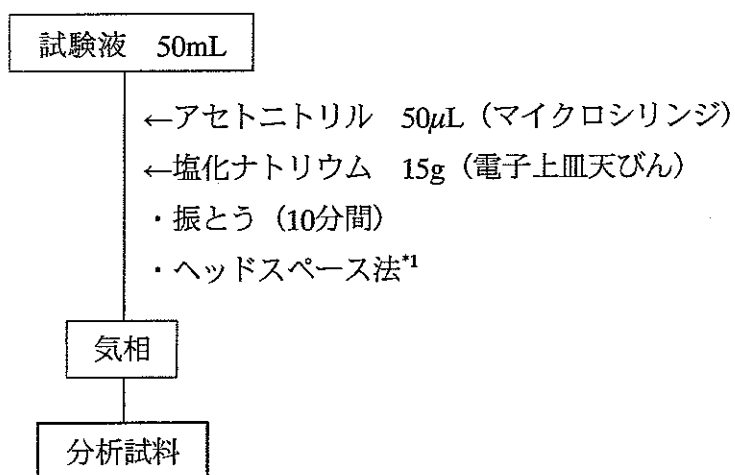 試験液　50mL
←アセトニトリル　50μL（マイクロシリンジ）
←塩化ナトリウム　15g（電子上皿天びん）
・振とう（10分間）
・ヘッドスペース法*1
気相
分析試料